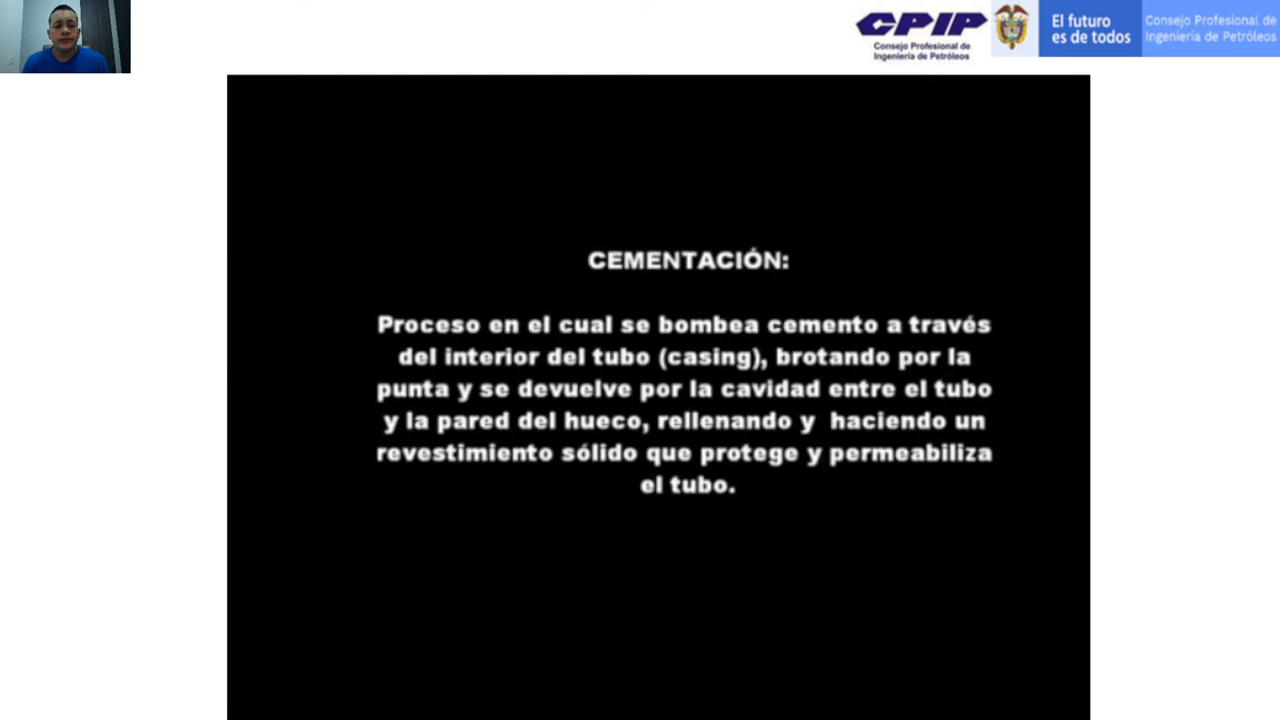 CPIP
Consejo Profesional de
Ingeniería de Petróleos
El futuro
es de todos
Consejo Profesional de
Ingeniería de Petróleos
CEMENTACIÓN:
Proceso en el cual se bombea cemento a través
del interior del tubo (casing), brotando por la
punta y se devuelve por la cavidad entre el tubo
y la pared del hueco, rellenando y haciendo un
revestimiento sólido que protege y permeabiliza
el tubo.